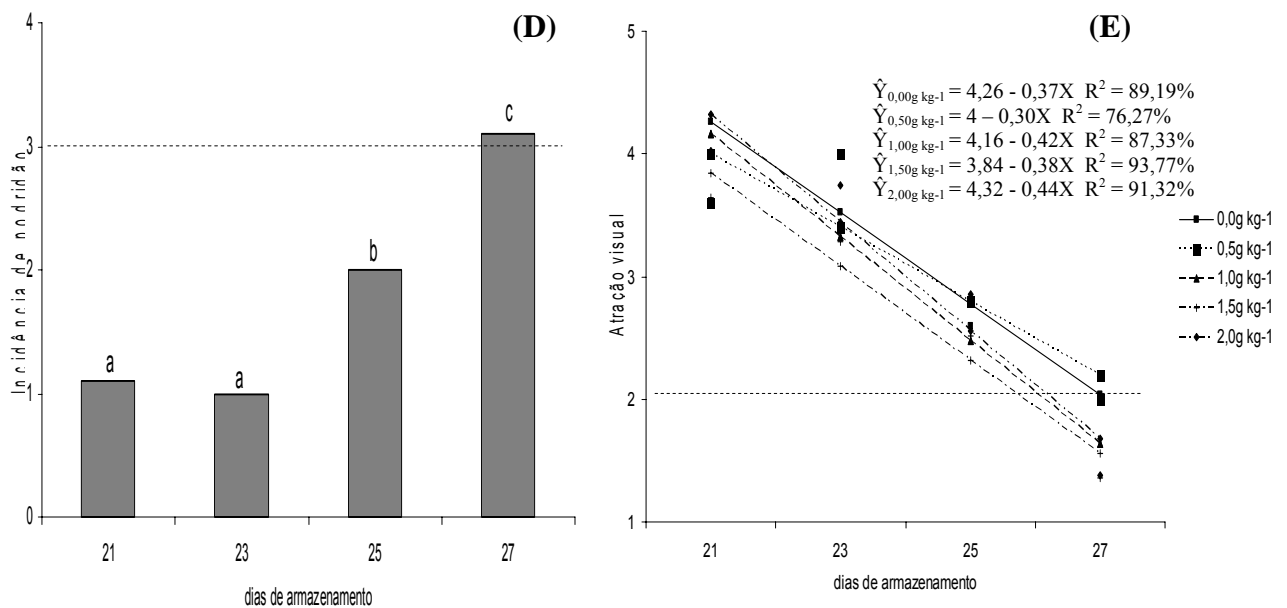 (D)
4
3
2
1
0
Incidência de podridão
a
a
b
c
21 23 25 27
dias de armazenamento
(E)
5
4
3
2
1
Atração visual
Ŷ0,00g kg-1 = 4,26 - 0,37X R² = 89,19%
Ŷ0,50g kg-1 = 4 – 0,30X R² = 76,27%
Ŷ1,00g kg-1 = 4,16 - 0,42X R² = 87,33%
Ŷ1,50g kg-1 = 3,84 - 0,38X R² = 93,77%
Ŷ2,00g kg-1 = 4,32 - 0,44X R² = 91,32%
0,0g kg-1
0,5g kg-1
1,0g kg-1
1,5g kg-1
2,0g kg-1
21 23 25 27
dias de armazenamento